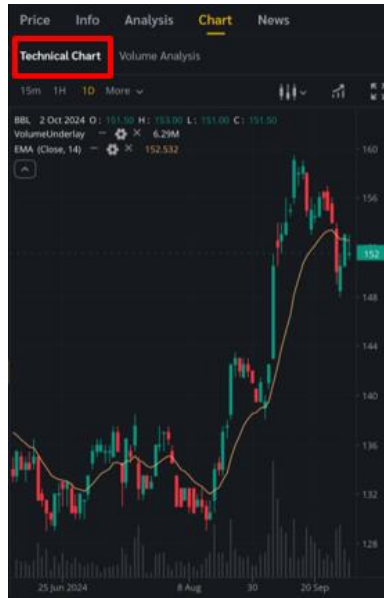 Price Info Analysis Chart News
Technical Chart Volume Analysis
15m 1H 1D More
BBL 2 Oct 2024 O: 151.50 H: 153.00 L: 151.00 C: 151.50
VolumeUnderlay 6.29M
EMA (Close, 14) 152.532
160
156
152
148
144
140
136
132
128
25 Jun 2024 8 Aug 30 20 Sep